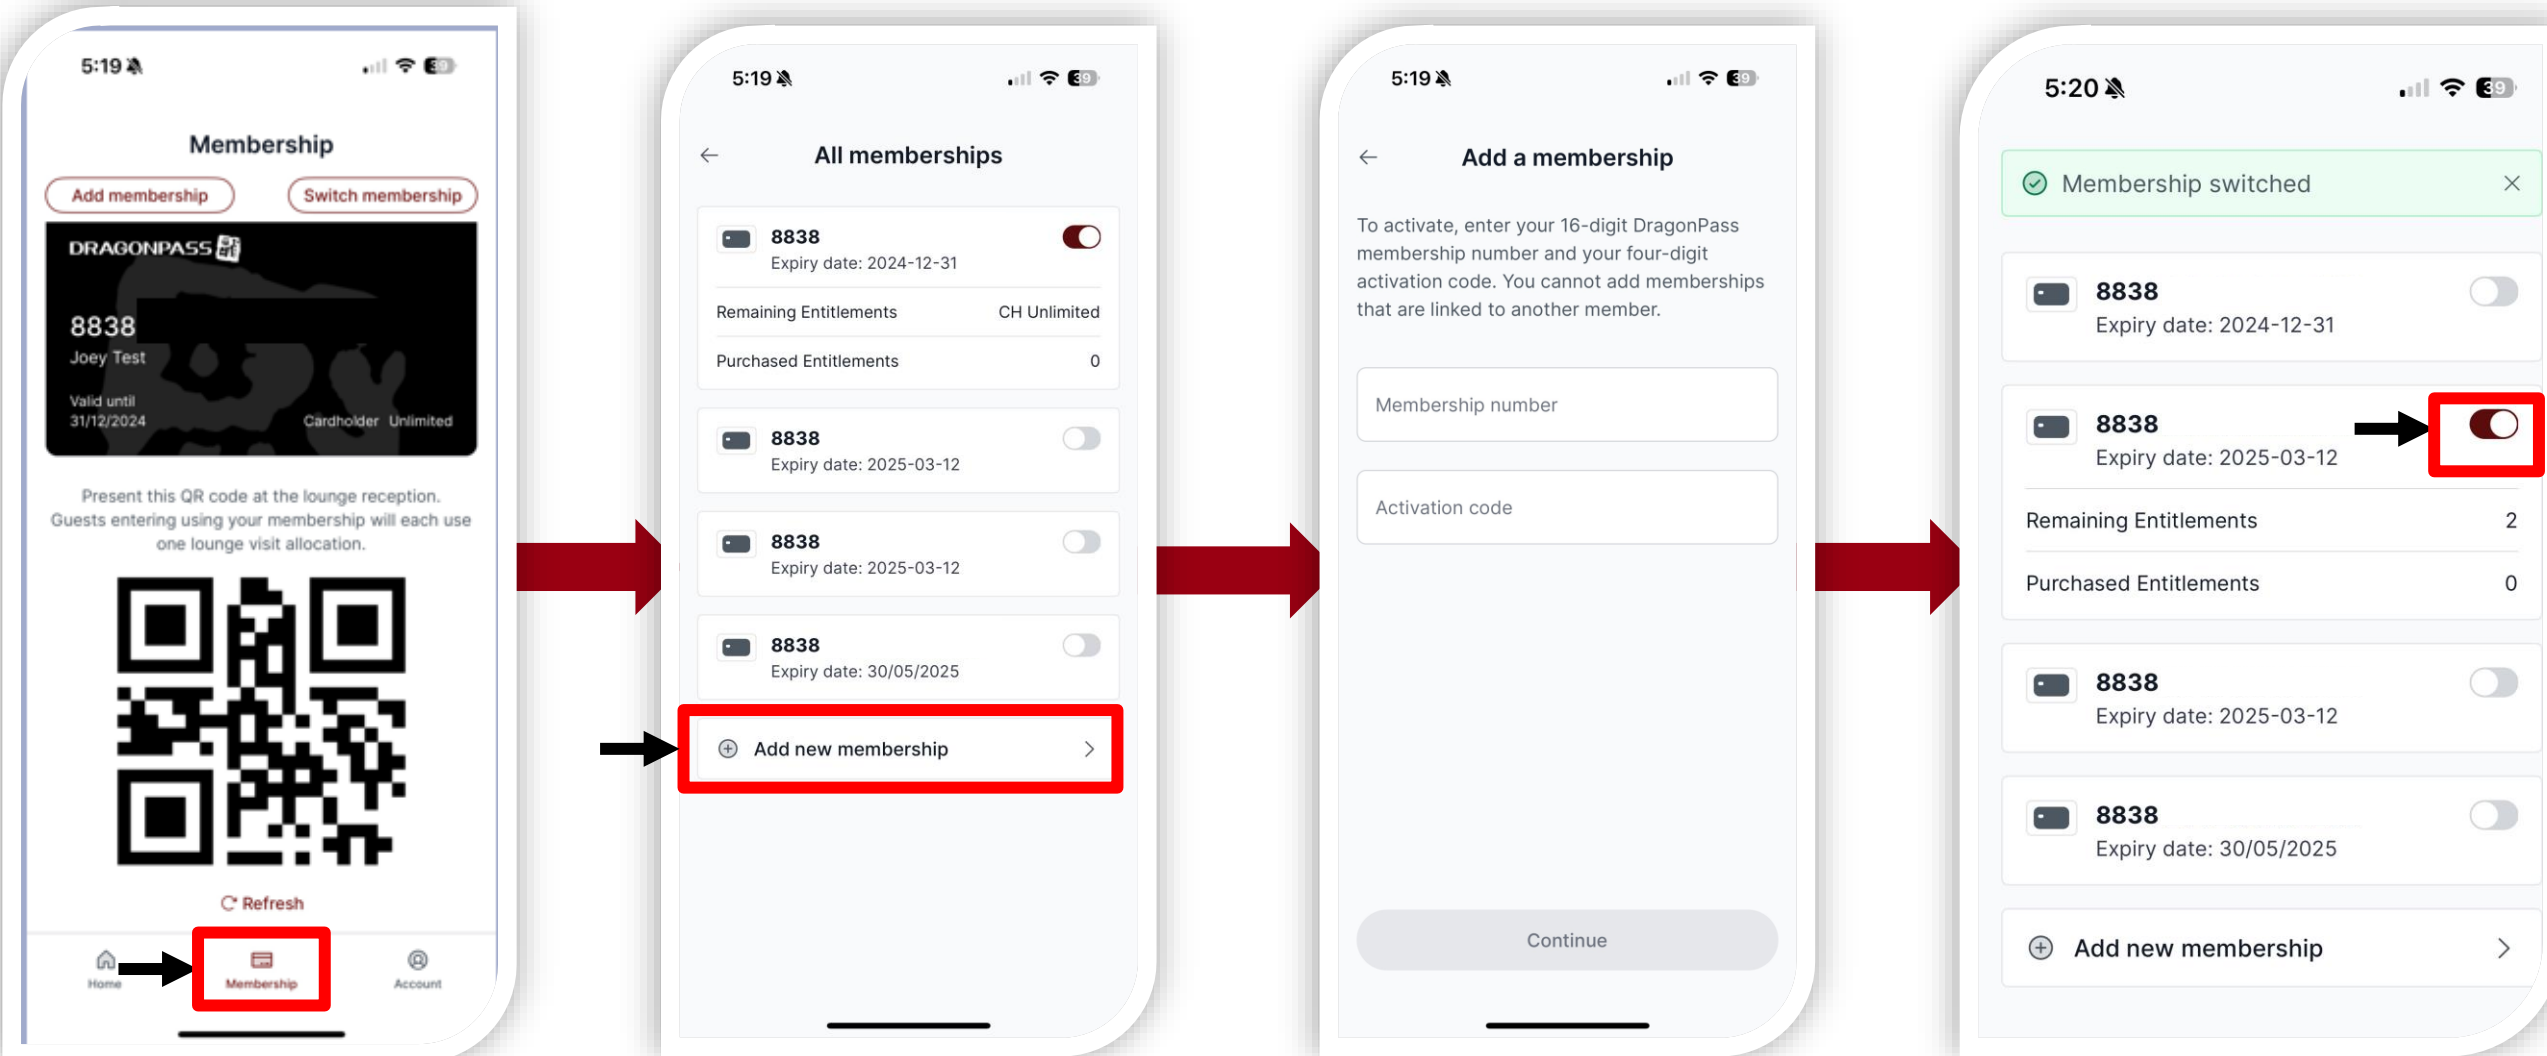 5:19
39
Membership
Add membership
Switch membership
DRAGONPASS
8838
Joey Test
Valid until
31/12/2024
Cardholder Unlimited
Present this QR code at the lounge reception.
Guests entering using your membership will each use
one lounge visit allocation.
Refresh
Home
Membership
Account
5:19
39
All memberships
8838
Expiry date: 2024-12-31
Remaining Entitlements CH Unlimited
Purchased Entitlements 0
8838
Expiry date: 2025-03-12
8838
Expiry date: 2025-03-12
8838
Expiry date: 30/05/2025
Add new membership
5:19
39
Add a membership
To activate, enter your 16-digit DragonPass
membership number and your four-digit
activation code. You cannot add memberships
that are linked to another member.
Membership number
Activation code
Continue
5:20
39
Membership switched
8838
Expiry date: 2024-12-31
8838
Expiry date: 2025-03-12
Remaining Entitlements 2
Purchased Entitlements 0
8838
Expiry date: 2025-03-12
8838
Expiry date: 30/05/2025
Add new membership